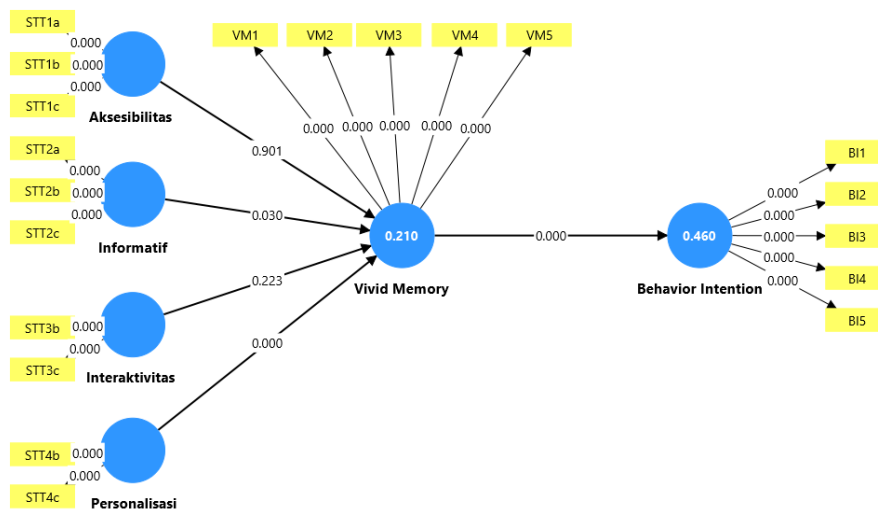 STT1a
0.000
STT1b
0.000
0.000
STT1c
Aksesibilitas
STT2a
0.000
STT2b
0.000
0.000
STT2c
Informatif
STT3b
0.000
0.000
STT3c
Interaktivitas
STT4b
0.000
0.000
STT4c
Personalisasi
VM1
VM2
VM3
VM4
VM5
0.000
0.000
0.000
0.000
0.000
0.901
0.030
0.223
0.000
0.210
Vivid Memory
0.000
0.460
Behavior Intention
0.000
0.000
0.000
0.000
0.000
BI1
BI2
BI3
BI4
BI5